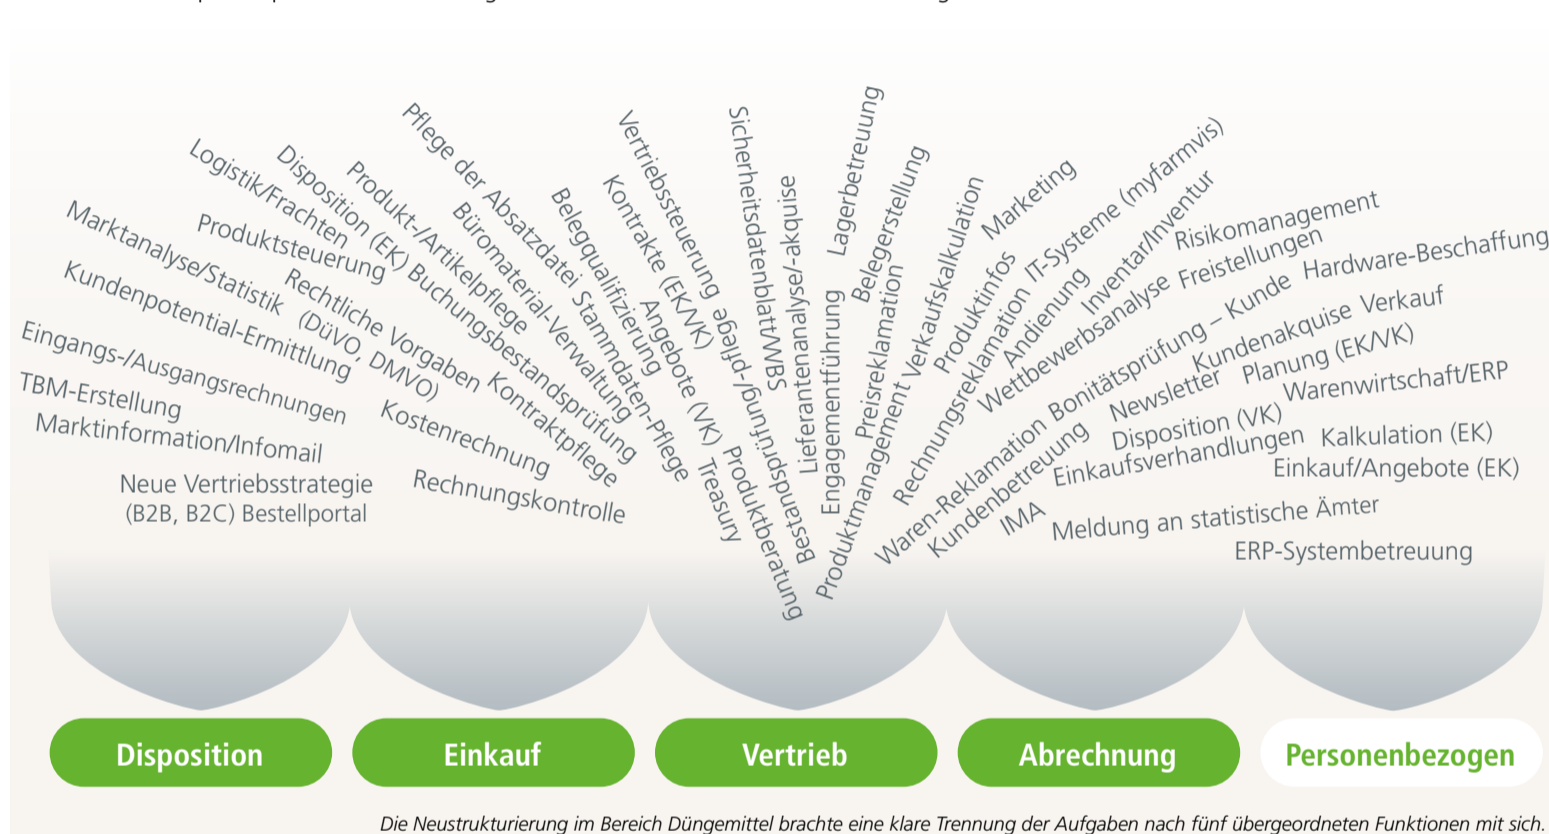 Logistik/Frachten
Disposition (EK)
Produkt-/Artikelpflege
Pflege der Absatzdatei
Marktanalyse/Statistik
Produktsteuerung
Büromaterial-Verwaltung
Kundenpotential-Ermittlung
Rechtliche Vorgaben
(DüVO, DMVO)
Buchungsbestandsprüfung
Stammdaten-Pflege
Eingangs-/Ausgangsrechnungen
TBM-Erstellung
Marktinformation/Infomail
Kostenrechnung
Kontraktpflege
Neue Vertriebsstrategie
(B2B, B2C) Bestellportal
Rechnungskontrolle
Belegqualifizierung
Kontrakte (EK/VK)
Vertriebssteuerung
Angebote (VK)
Treasury
Produktberatung
Bestandsprüfung/-pflege
Sicherheitsdatenblatt/WBS
Lieferantenanalyse/-akquise
Lagerbetreuung
Engagementführung
Belegerstellung
Preisreklamation
Verkaufskalkulation
Produktmanagement
Marketing
Produktinfos
IT-Systeme (myfarmvis)
Rechnungsreklamation
Andienung
Inventar/Inventur
Wettbewerbsanalyse
Risikomanagement
Freistellungen
Hardware-Beschaffung
Bonitätsprüfung – Kunde
Waren-Reklamation
Kundenbetreuung
Kundenakquise
Verkauf
Newsletter
Planung (EK/VK)
Warenwirtschaft/ERP
Disposition (VK)
Einkaufsverhandlungen
Kalkulation (EK)
Einkauf/Angebote (EK)
IMA
Meldung an statistische Ämter
ERP-Systembetreuung
Disposition
Einkauf
Vertrieb
Abrechnung
Personenbezogen
Die Neustrukturierung im Bereich Düngemittel brachte eine klare Trennung der Aufgaben nach fünf übergeordneten Funktionen mit sich.